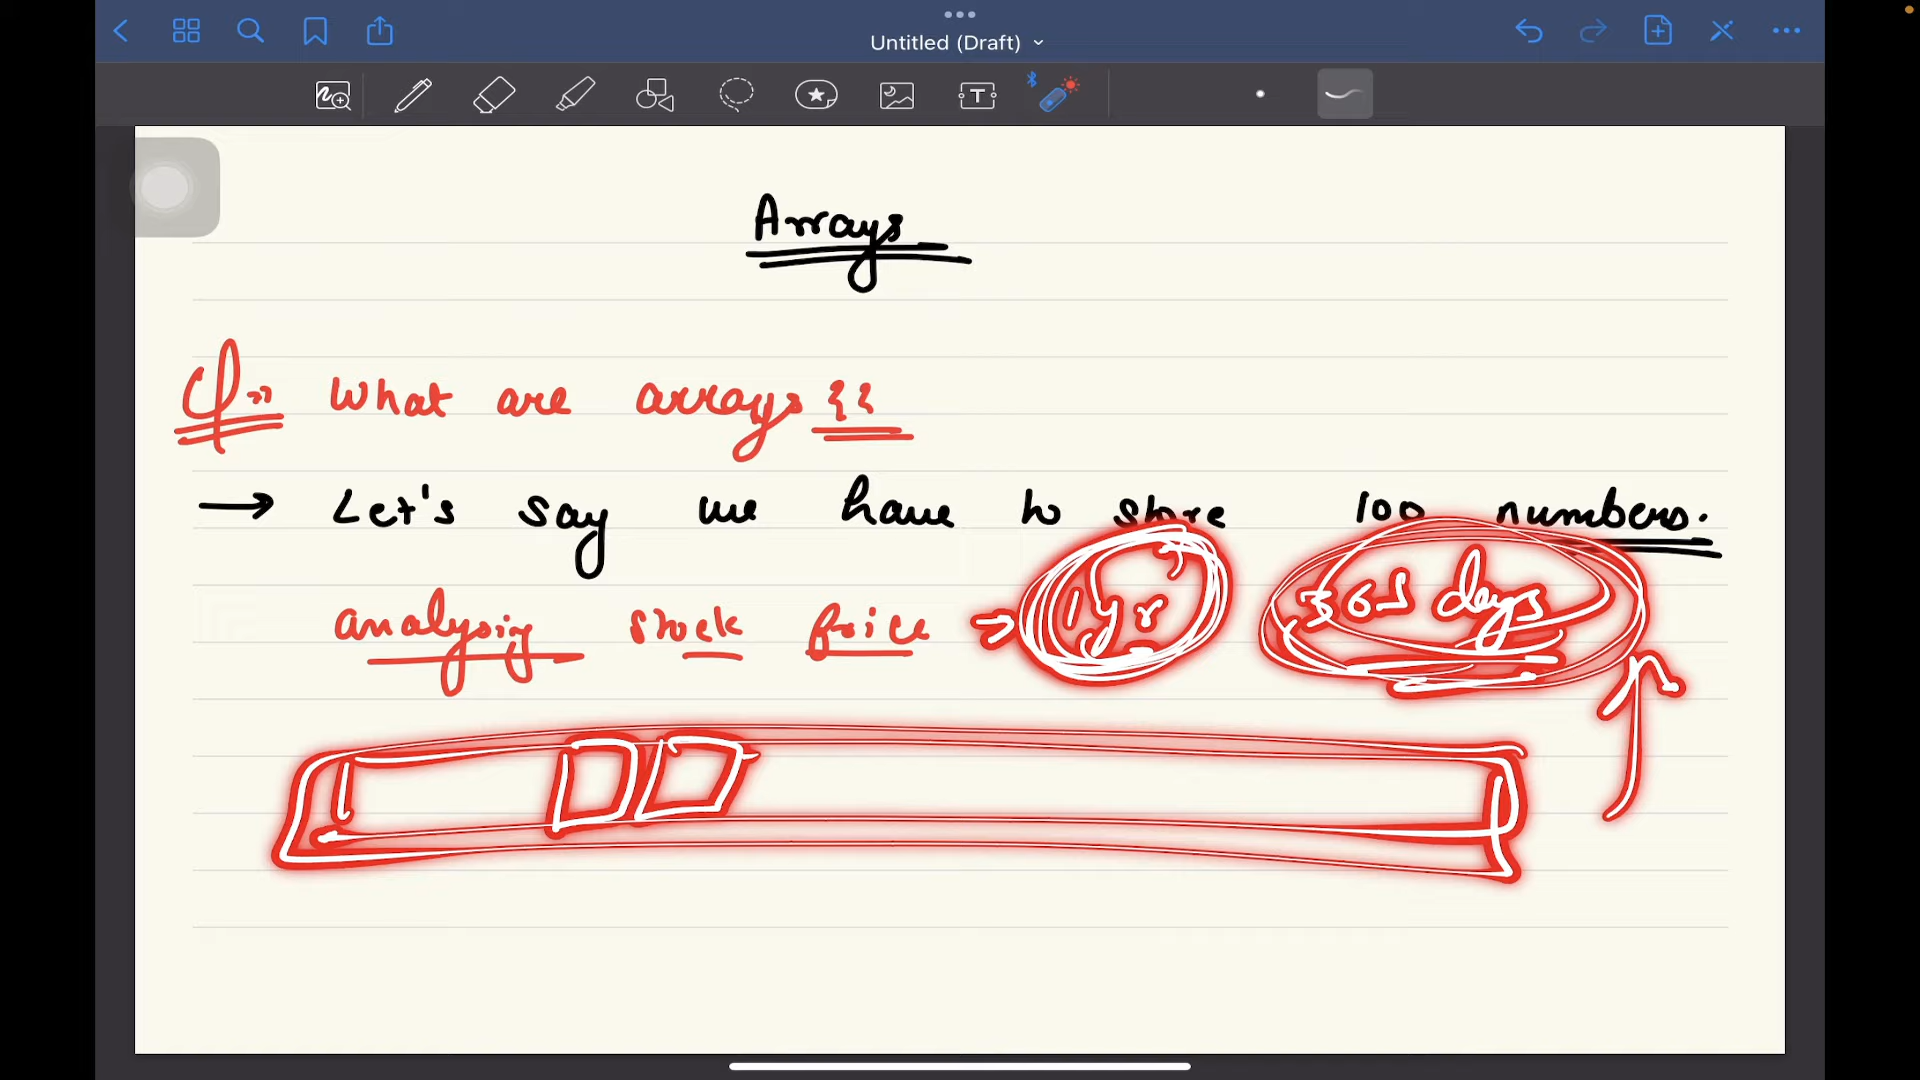 Untitled (Draft)
Arrays
Q=> What are arrays ??
→ Let's say we have to store 100 numbers.
analysing stock price → 1 yr 365 days